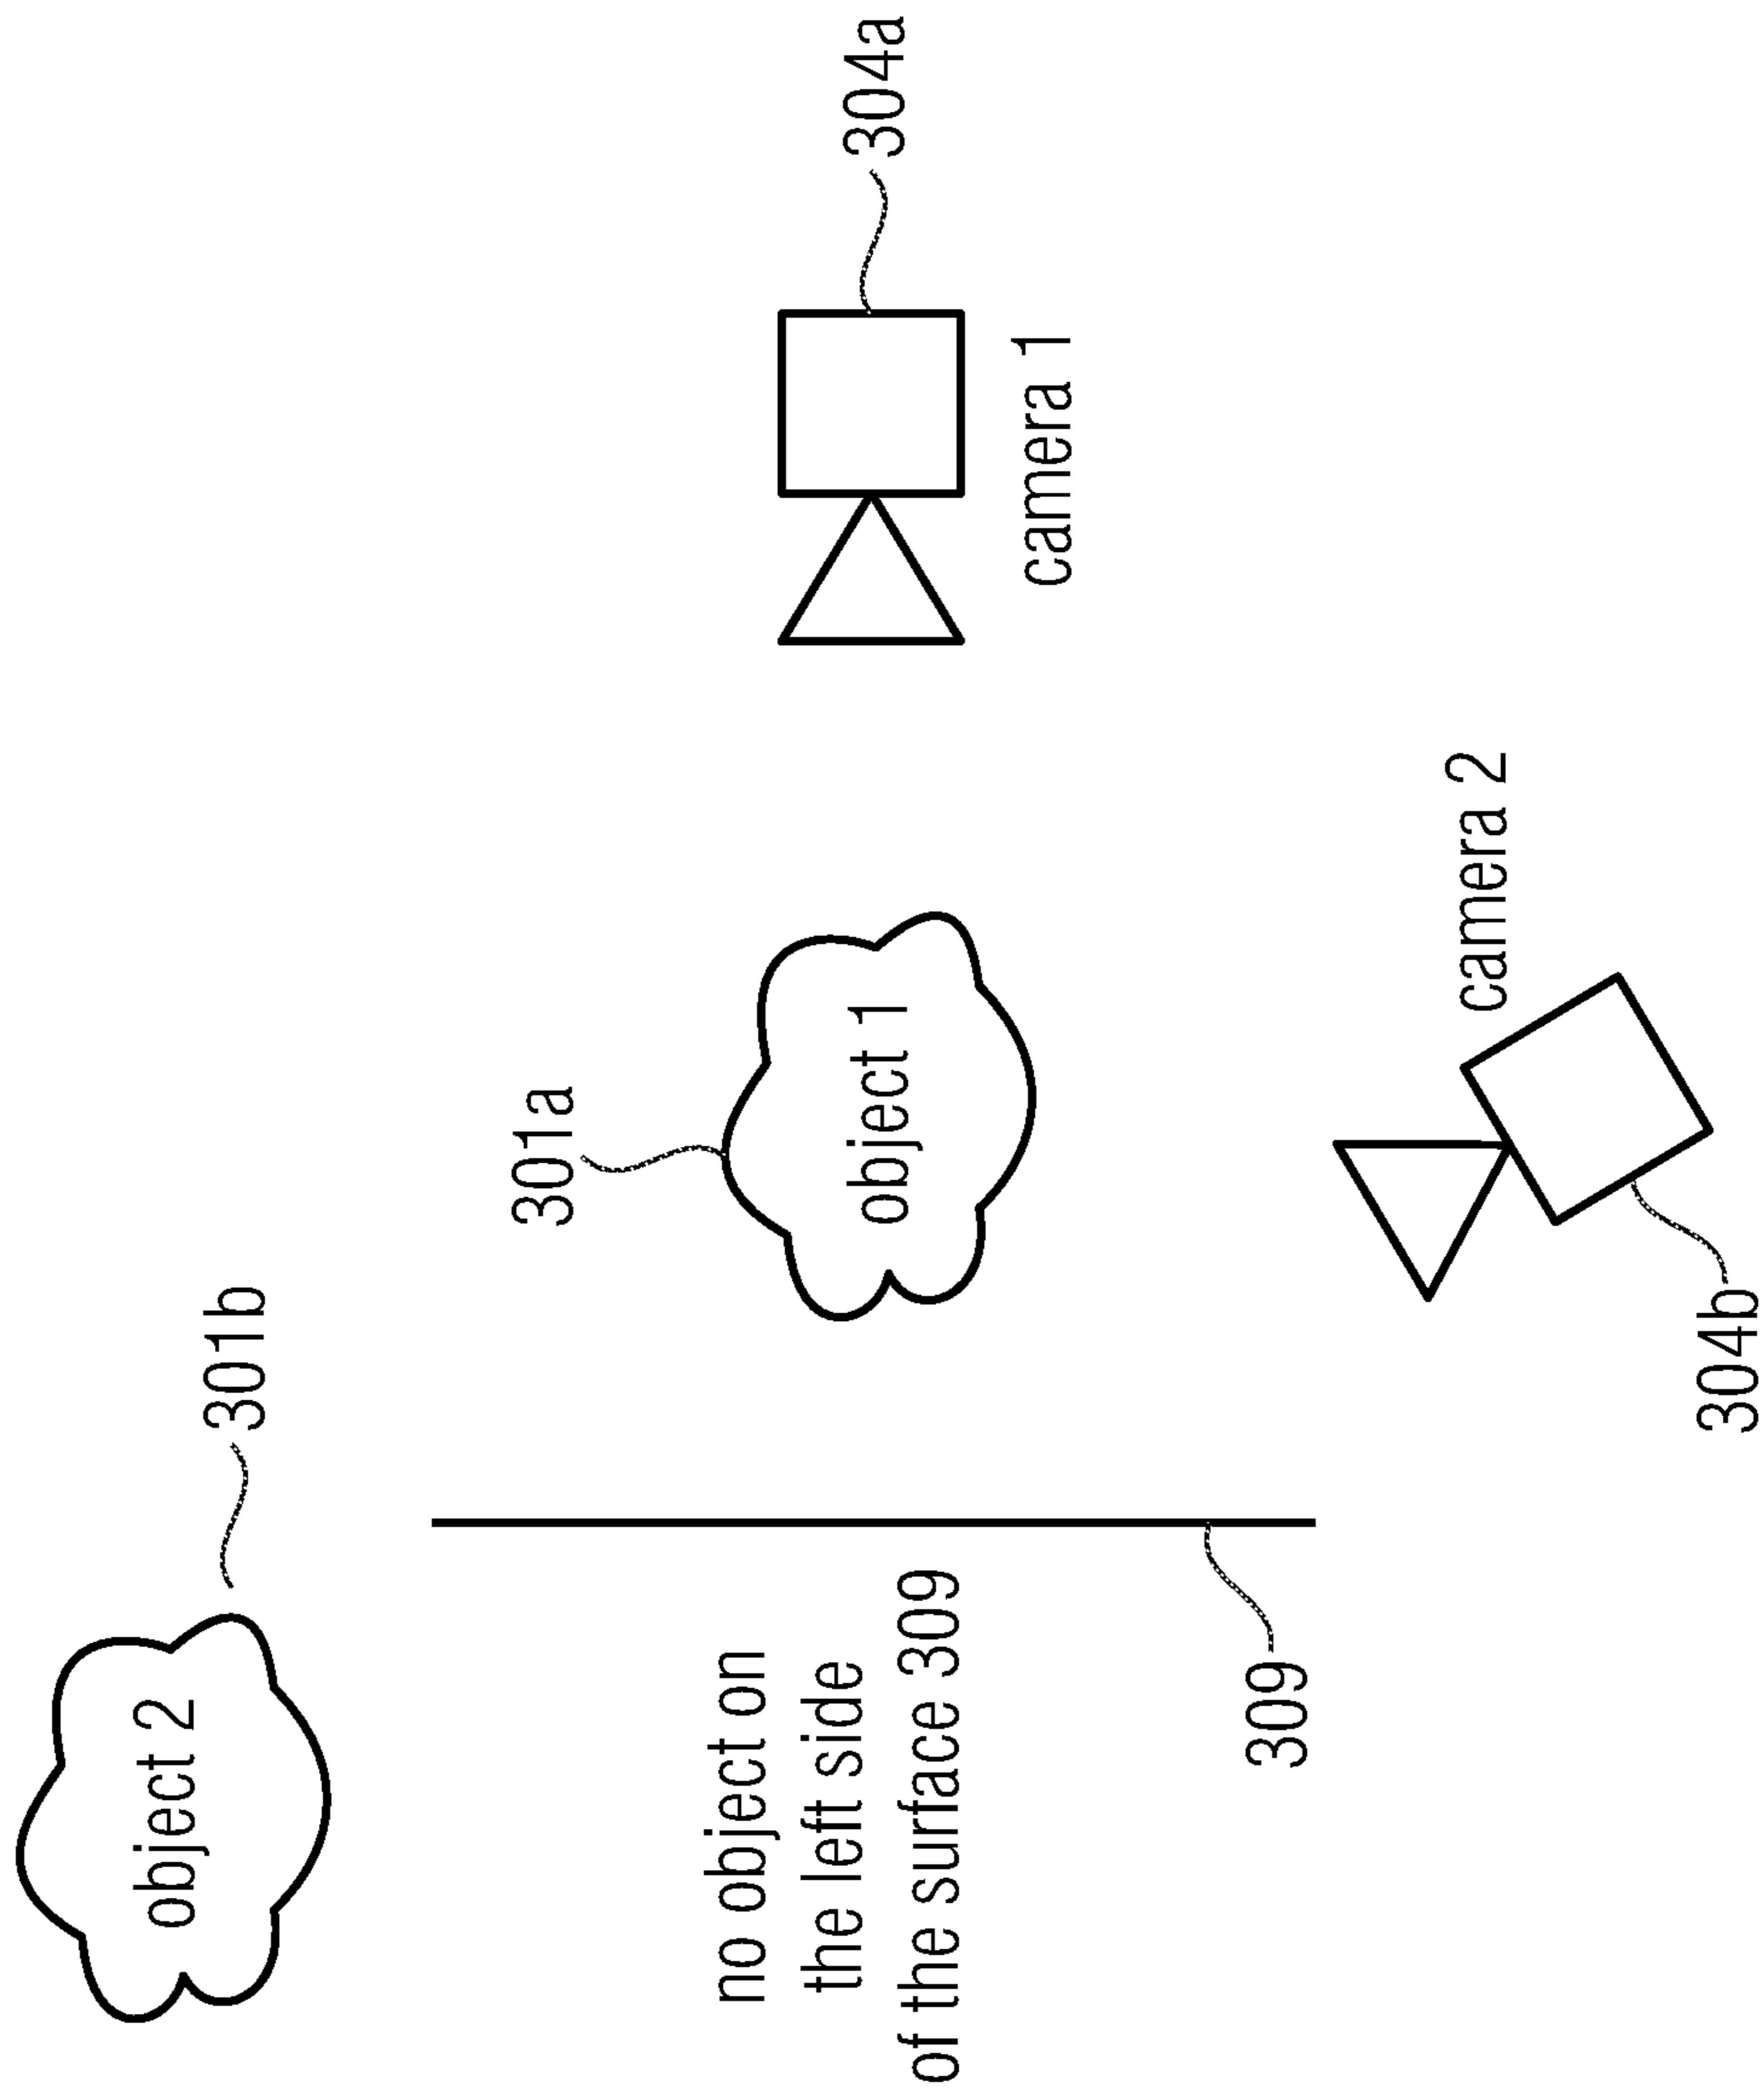 object 2
301b
301a
no object on
the left side
of the surface 309
object 1
304a
camera 1
309
camera 2
304b